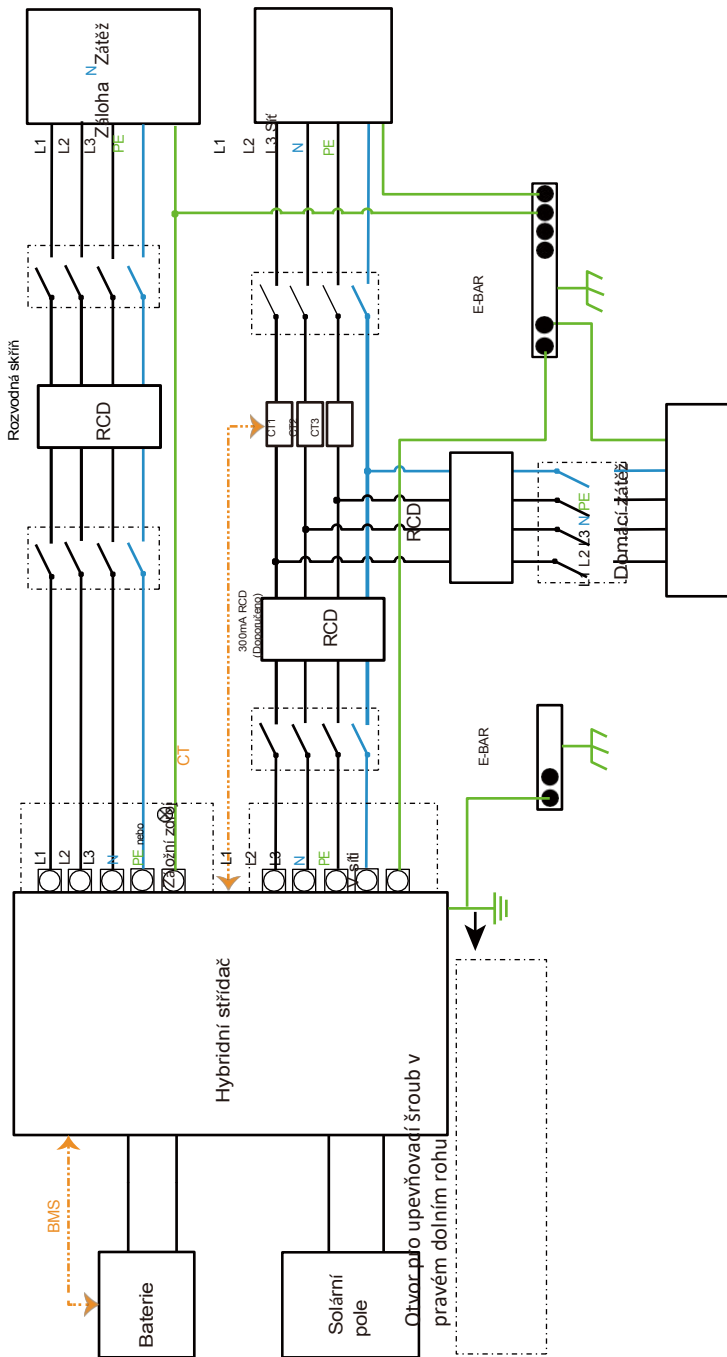 Záloha
N Zátěž
L1
L2
L3
PE
L1
L2
L3 Síť
N
PE
Rozvodná skříň
RCD
E-BAR
CT1
CT2
CT3
RCD
L1 L2 L3 N PE
Domací zátěž
300mA RCD
(Doporučeno)
RCD
CT
E-BAR
L1
L2
L3
N
PE
nebo
Záložní zdroj
L1
L2
L3
N
PE
V síti
Hybridní střídač
Otvor pro upevňovací šroub v
pravém dolním rohu
BMS
Baterie
Solární
pole